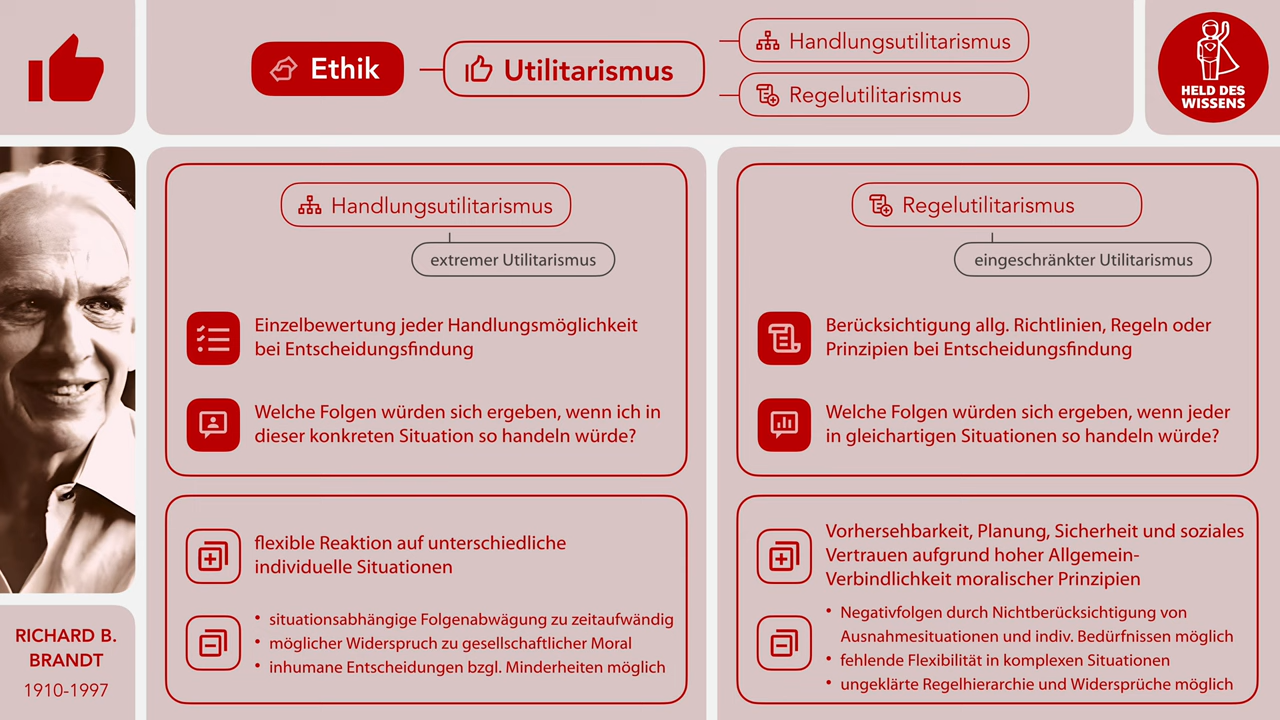 Ethik
Utilitarismus
Handlungsutilitarismus
Regelutilitarismus
HELD DES
WISSENS
Handlungsutilitarismus
extremer Utilitarismus
Einzelbewertung jeder Handlungsmöglichkeit
bei Entscheidungsfindung
Welche Folgen würden sich ergeben, wenn ich in
dieser konkreten Situation so handeln würde?
flexible Reaktion auf unterschiedliche
individuelle Situationen
• situationsabhängige Folgenabwägung zu zeitaufwändig
• möglicher Widerspruch zu gesellschaftlicher Moral
• inhumane Entscheidungen bzgl. Minderheiten möglich
Regelutilitarismus
eingeschränkter Utilitarismus
Berücksichtigung allg. Richtlinien, Regeln oder
Prinzipien bei Entscheidungsfindung
Welche Folgen würden sich ergeben, wenn jeder
in gleichartigen Situationen so handeln würde?
Vorhersehbarkeit, Planung, Sicherheit und soziales
Vertrauen aufgrund hoher Allgemein-
Verbindlichkeit moralischer Prinzipien
• Negativfolgen durch Nichtberücksichtigung von
Ausnahmesituationen und indiv. Bedürfnissen möglich
• fehlende Flexibilität in komplexen Situationen
• ungeklärte Regelhierarchie und Widersprüche möglich
RICHARD B.
BRANDT
1910-1997